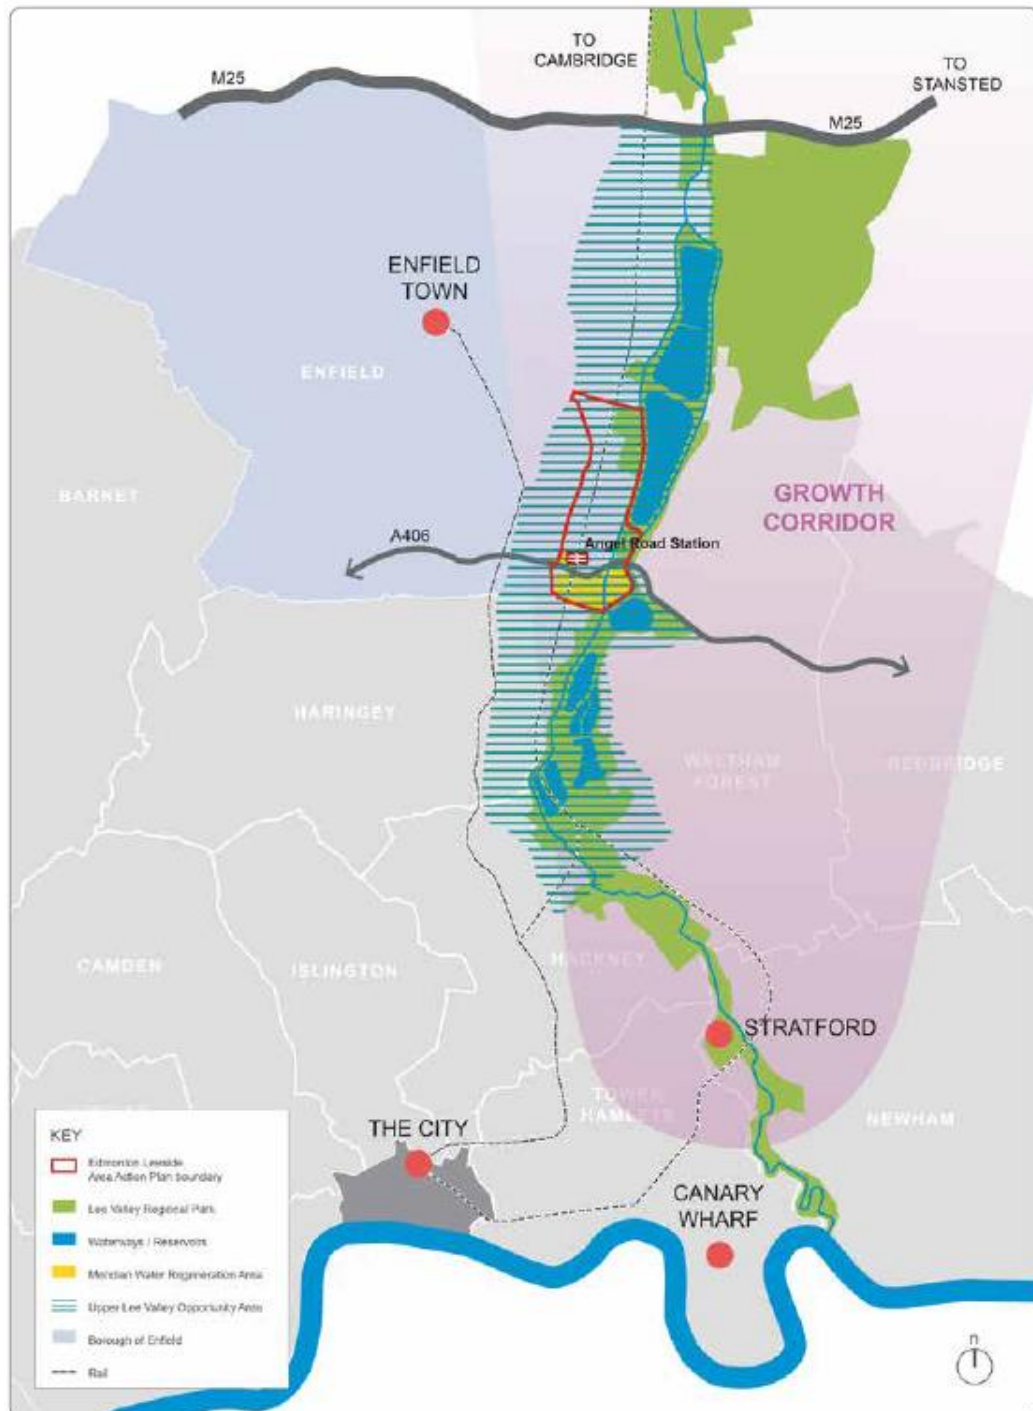 TO
CAMBRIDGE
TO
STANSTED
M25
M25
ENFIELD
TOWN
ENFIELD
BARNET
GROWTH
CORRIDOR
A406
Angel Road Station
HARINGEY
WALTHAM
FOREST
REDBRIDGE
HACKNEY
CAMDEN
ISLINGTON
STRATFORD
TOWER
HAMLETS
NEWHAM
THE CITY
CANARY
WHARF
KEY
Edmonton Leeside
Area Action Plan boundary
Lee Valley Regional Park
Waterways / Reservoirs
Meridian Water Regeneration Area
Upper Lee Valley Opportunity Area
Borough of Enfield
Rail
n